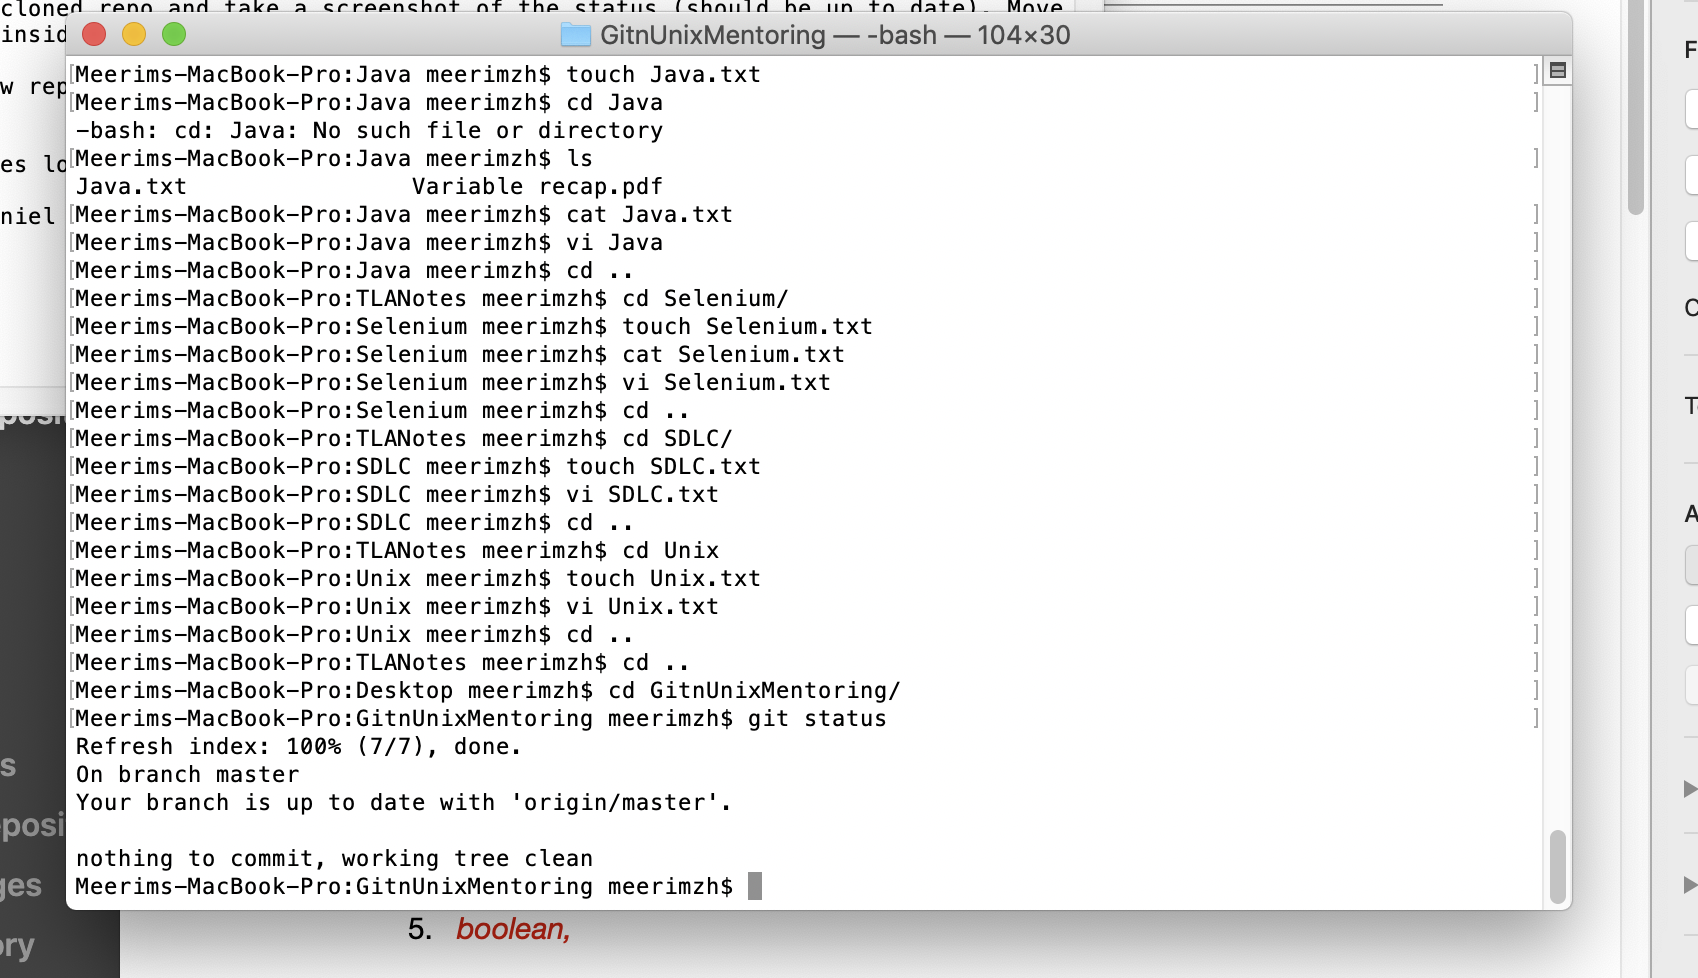 cloned repo and take a screenshot of the status (should be up to date). Move
insid
GitnUnixMentoring — -bash — 104×30
w rep
es lo
niel
[Meerims-MacBook-Pro:Java meerimzh$ touch Java.txt ]
[Meerims-MacBook-Pro:Java meerimzh$ cd Java ]
-bash: cd: Java: No such file or directory
[Meerims-MacBook-Pro:Java meerimzh$ ls ]
Java.txt Variable recap.pdf
[Meerims-MacBook-Pro:Java meerimzh$ cat Java.txt ]
[Meerims-MacBook-Pro:Java meerimzh$ vi Java ]
[Meerims-MacBook-Pro:Java meerimzh$ cd .. ]
[Meerims-MacBook-Pro:TLANotes meerimzh$ cd Selenium/ ]
[Meerims-MacBook-Pro:Selenium meerimzh$ touch Selenium.txt ]
[Meerims-MacBook-Pro:Selenium meerimzh$ cat Selenium.txt ]
[Meerims-MacBook-Pro:Selenium meerimzh$ vi Selenium.txt ]
[Meerims-MacBook-Pro:Selenium meerimzh$ cd .. ]
[Meerims-MacBook-Pro:TLANotes meerimzh$ cd SDLC/ ]
[Meerims-MacBook-Pro:SDLC meerimzh$ touch SDLC.txt ]
[Meerims-MacBook-Pro:SDLC meerimzh$ vi SDLC.txt ]
[Meerims-MacBook-Pro:SDLC meerimzh$ cd .. ]
[Meerims-MacBook-Pro:TLANotes meerimzh$ cd Unix ]
[Meerims-MacBook-Pro:Unix meerimzh$ touch Unix.txt ]
[Meerims-MacBook-Pro:Unix meerimzh$ vi Unix.txt ]
[Meerims-MacBook-Pro:Unix meerimzh$ cd .. ]
[Meerims-MacBook-Pro:TLANotes meerimzh$ cd .. ]
[Meerims-MacBook-Pro:Desktop meerimzh$ cd GitnUnixMentoring/ ]
[Meerims-MacBook-Pro:GitnUnixMentoring meerimzh$ git status ]
Refresh index: 100% (7/7), done.
On branch master
Your branch is up to date with 'origin/master'.
nothing to commit, working tree clean
Meerims-MacBook-Pro:GitnUnixMentoring meerimzh$
s
posi
ges
ory
5. boolean,
F
T
A